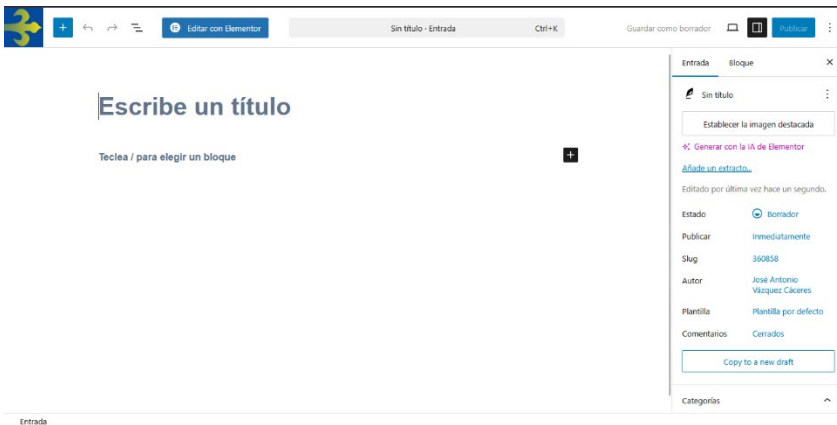 Editar con Elementor
Sin título · Entrada
Ctrl+K
Guardar como borrador
Publicar
Entrada
Bloque
Sin título
Establecer la imagen destacada
Generar con la IA de Elementor
Añade un extracto...
Editado por última vez hace un segundo.
Estado
Borrador
Publicar
Inmediatamente
Slug
360858
Autor
José Antonio
Vázquez Cáceres
Plantilla
Plantilla por defecto
Comentarios
Cerrados
Copy to a new draft
Categorías
Escribe un título
Teclea / para elegir un bloque
Entrada